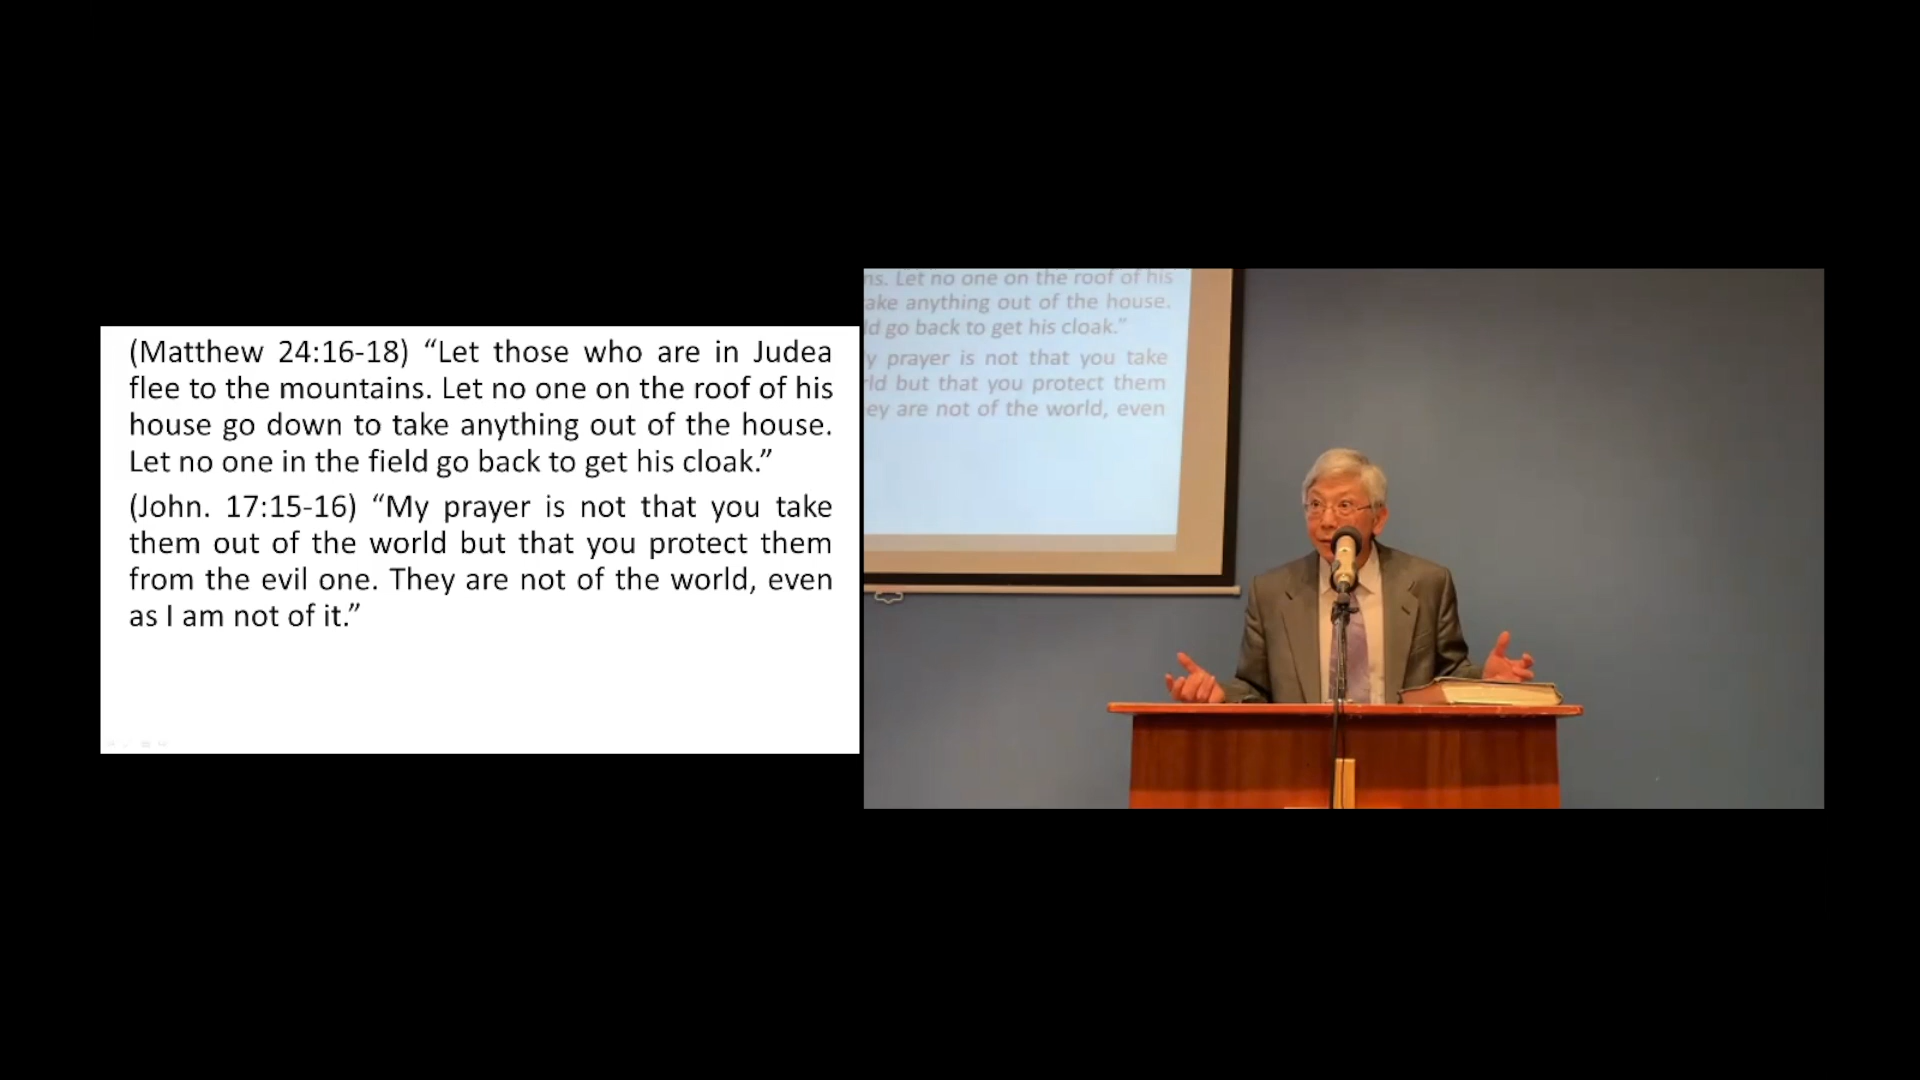 (Matthew 24:16-18) “Let those who are in Judea
flee to the mountains. Let no one on the roof of his
house go down to take anything out of the house.
Let no one in the field go back to get his cloak.”
(John. 17:15-16) “My prayer is not that you take
them out of the world but that you protect them
from the evil one. They are not of the world, even
as I am not of it.”
ns. Let no one on the roof of his
ake anything out of the house.
ld go back to get his cloak.”
y prayer is not that you take
rld but that you protect them
ey are not of the world, even